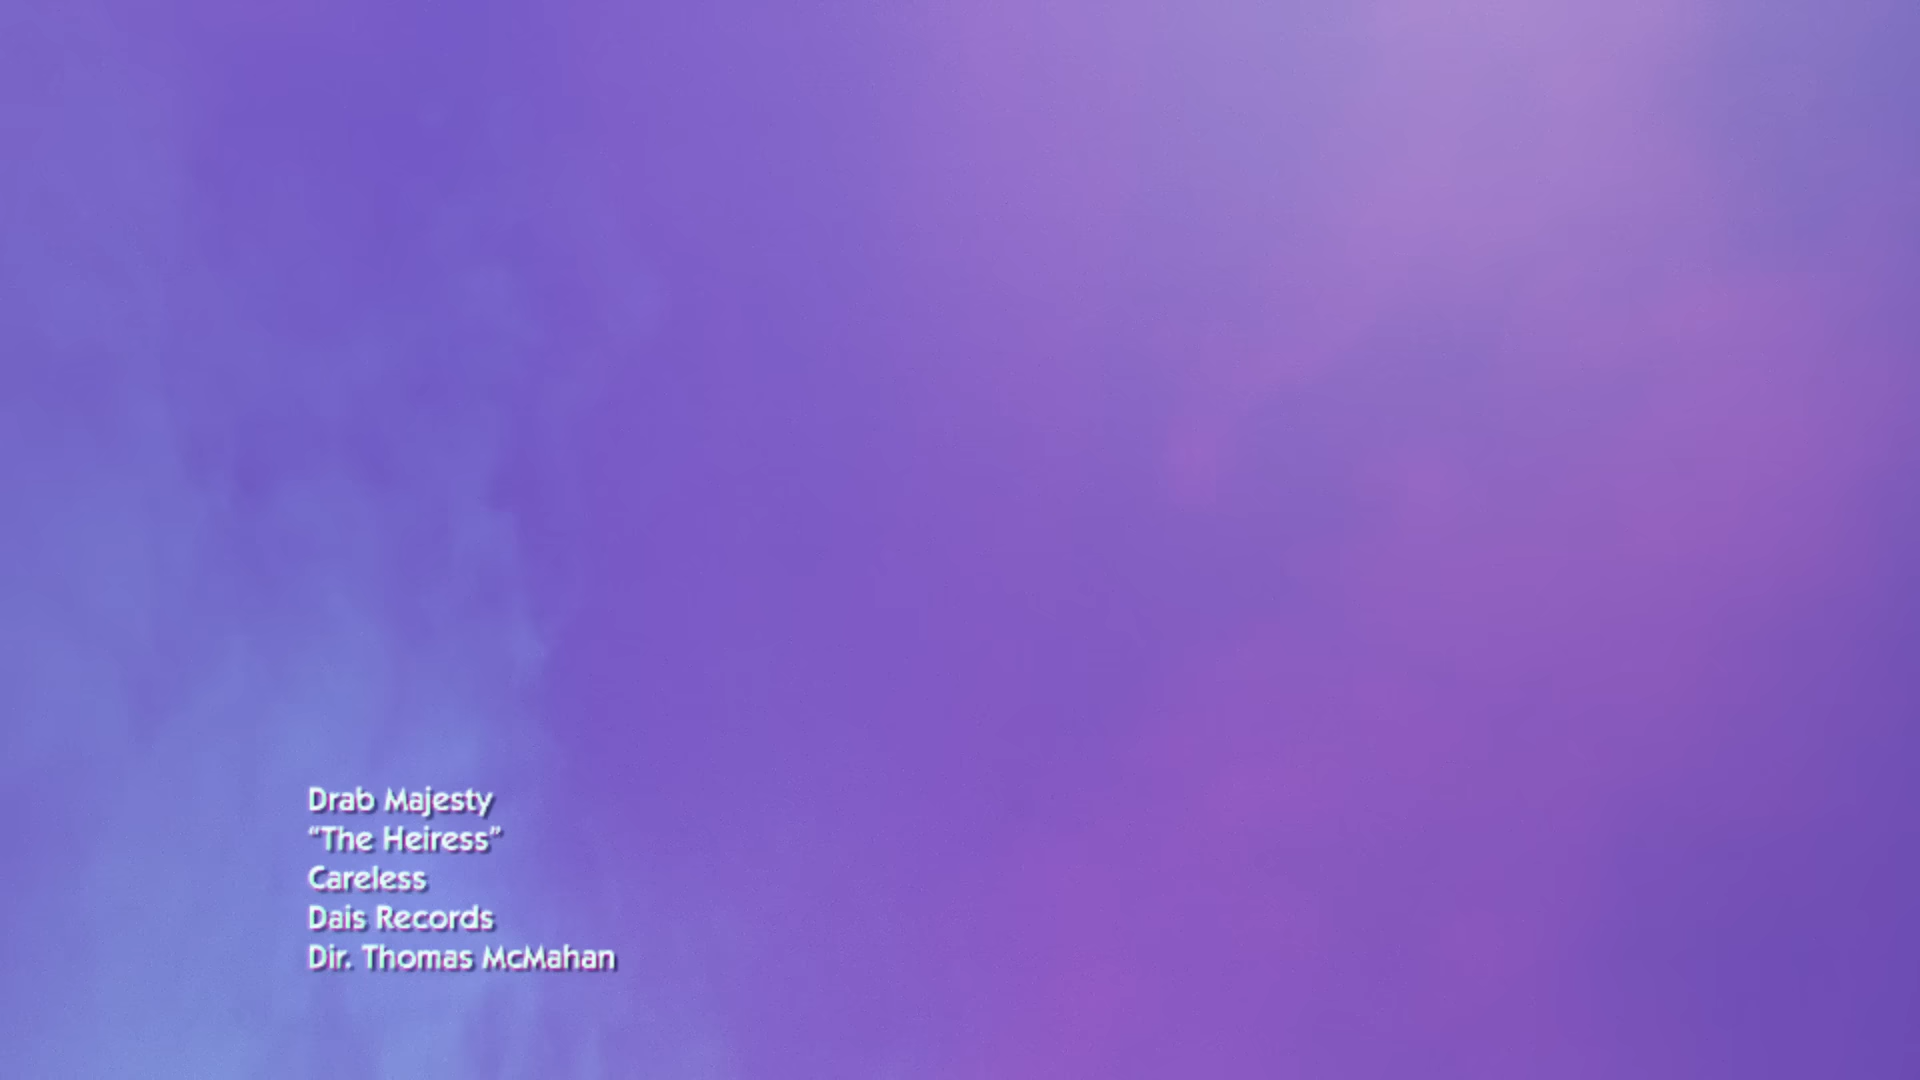 Drab Majesty
“The Heiress”
Careless
Dais Records
Dir. Thomas McMahan